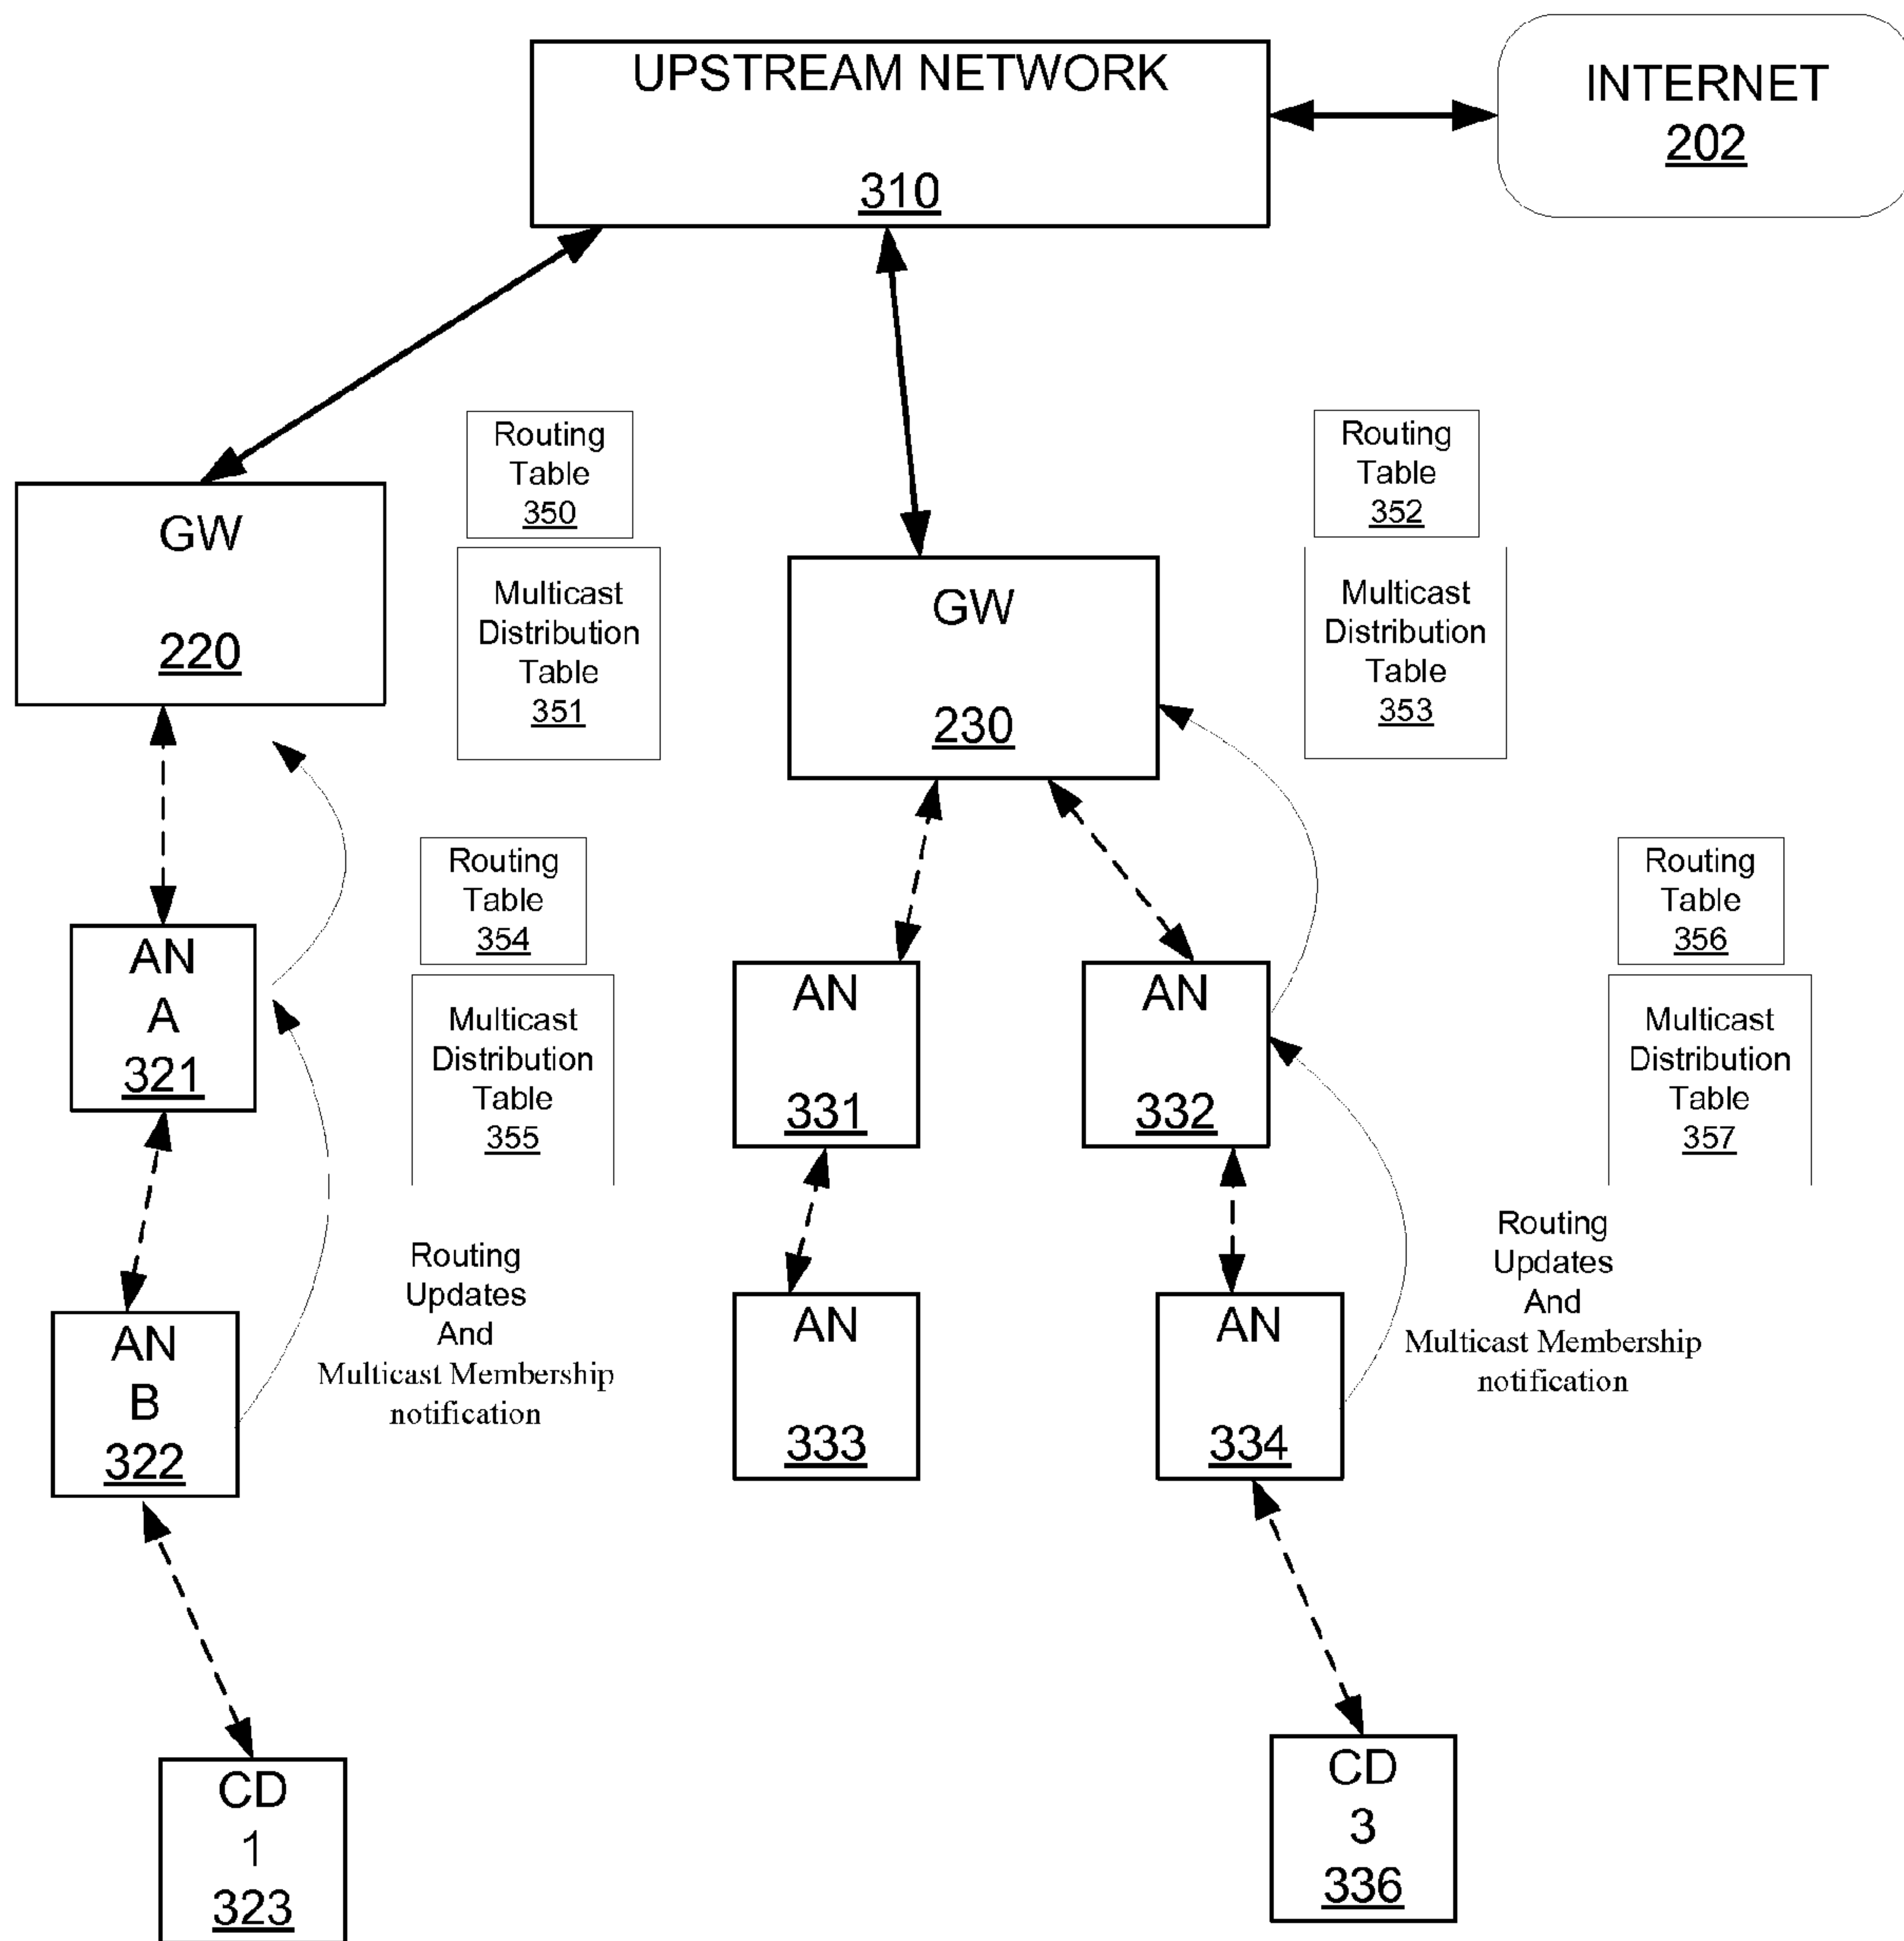 UPSTREAM NETWORK
310
INTERNET
202
Routing
Table
350
Routing
Table
352
GW
220
Multicast
Distribution
Table
351
GW
230
Multicast
Distribution
Table
353
Routing
Table
354
Routing
Table
356
AN
A
321
Multicast
Distribution
Table
355
AN
331
AN
332
Multicast
Distribution
Table
357
Routing
Updates
And
Multicast Membership
notification
Routing
Updates
And
Multicast Membership
notification
AN
B
322
AN
333
AN
334
CD
1
323
CD
3
336